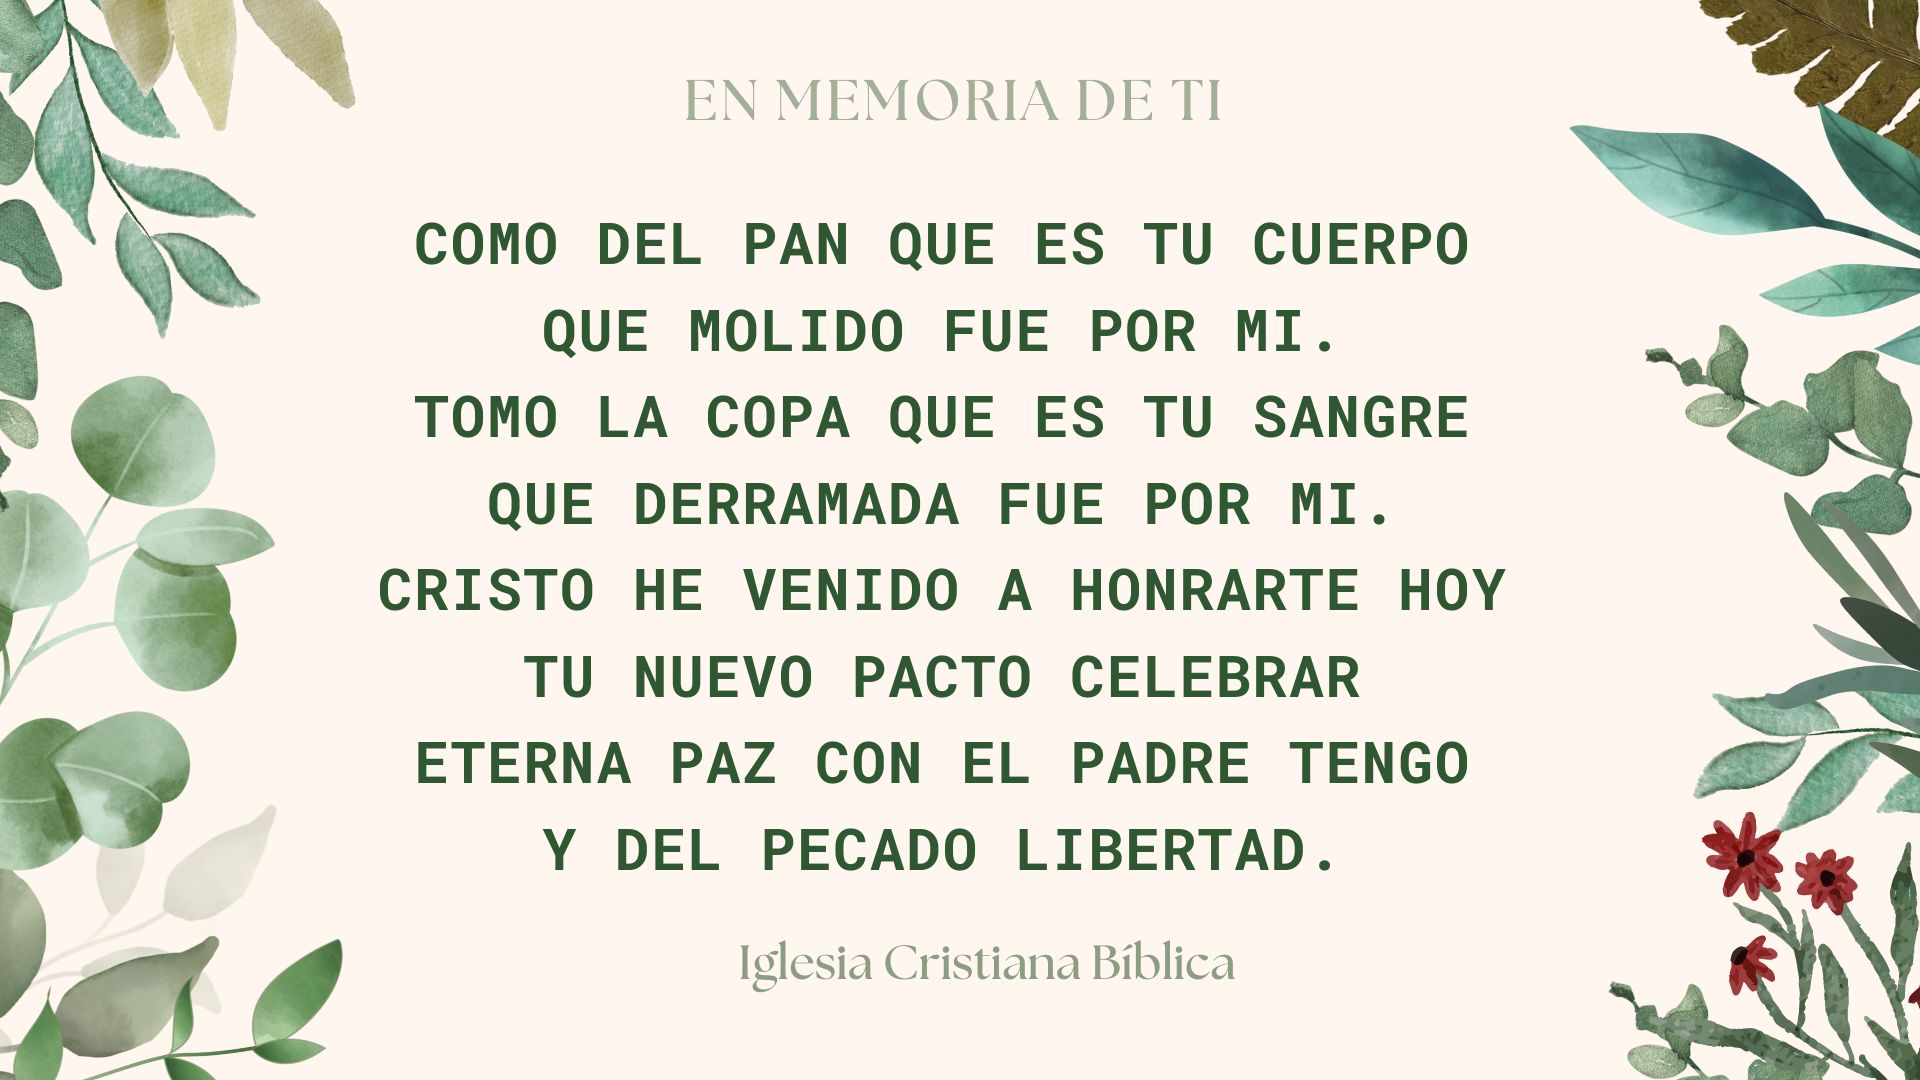 EN MEMORIA DE TI
COMO DEL PAN QUE ES TU CUERPO
QUE MOLIDO FUE POR MI.
TOMO LA COPA QUE ES TU SANGRE
QUE DERRAMADA FUE POR MI.
CRISTO HE VENIDO A HONRARTE HOY
TU NUEVO PACTO CELEBRAR
ETERNA PAZ CON EL PADRE TENGO
Y DEL PECADO LIBERTAD.
Iglesia Cristiana Bíblica